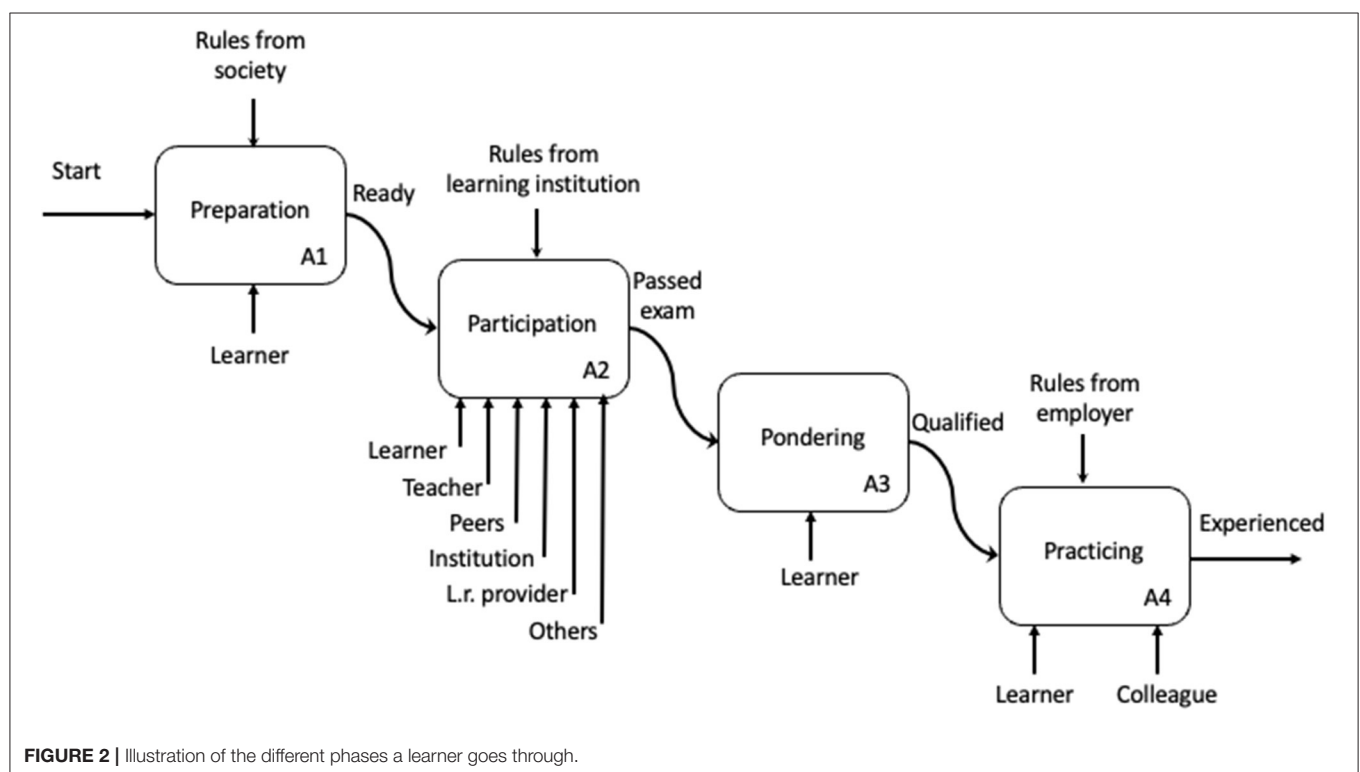 Rules from
society
Start
Preparation
A1
Ready
Learner
Rules from
learning institution
Participation
A2
Passed
exam
Learner
Teacher
Peers
Institution
L.r. provider
Others
Pondering
A3
Qualified
Learner
Rules from
employer
Practicing
A4
Experienced
Learner
Colleague
FIGURE 2 | Illustration of the different phases a learner goes through.